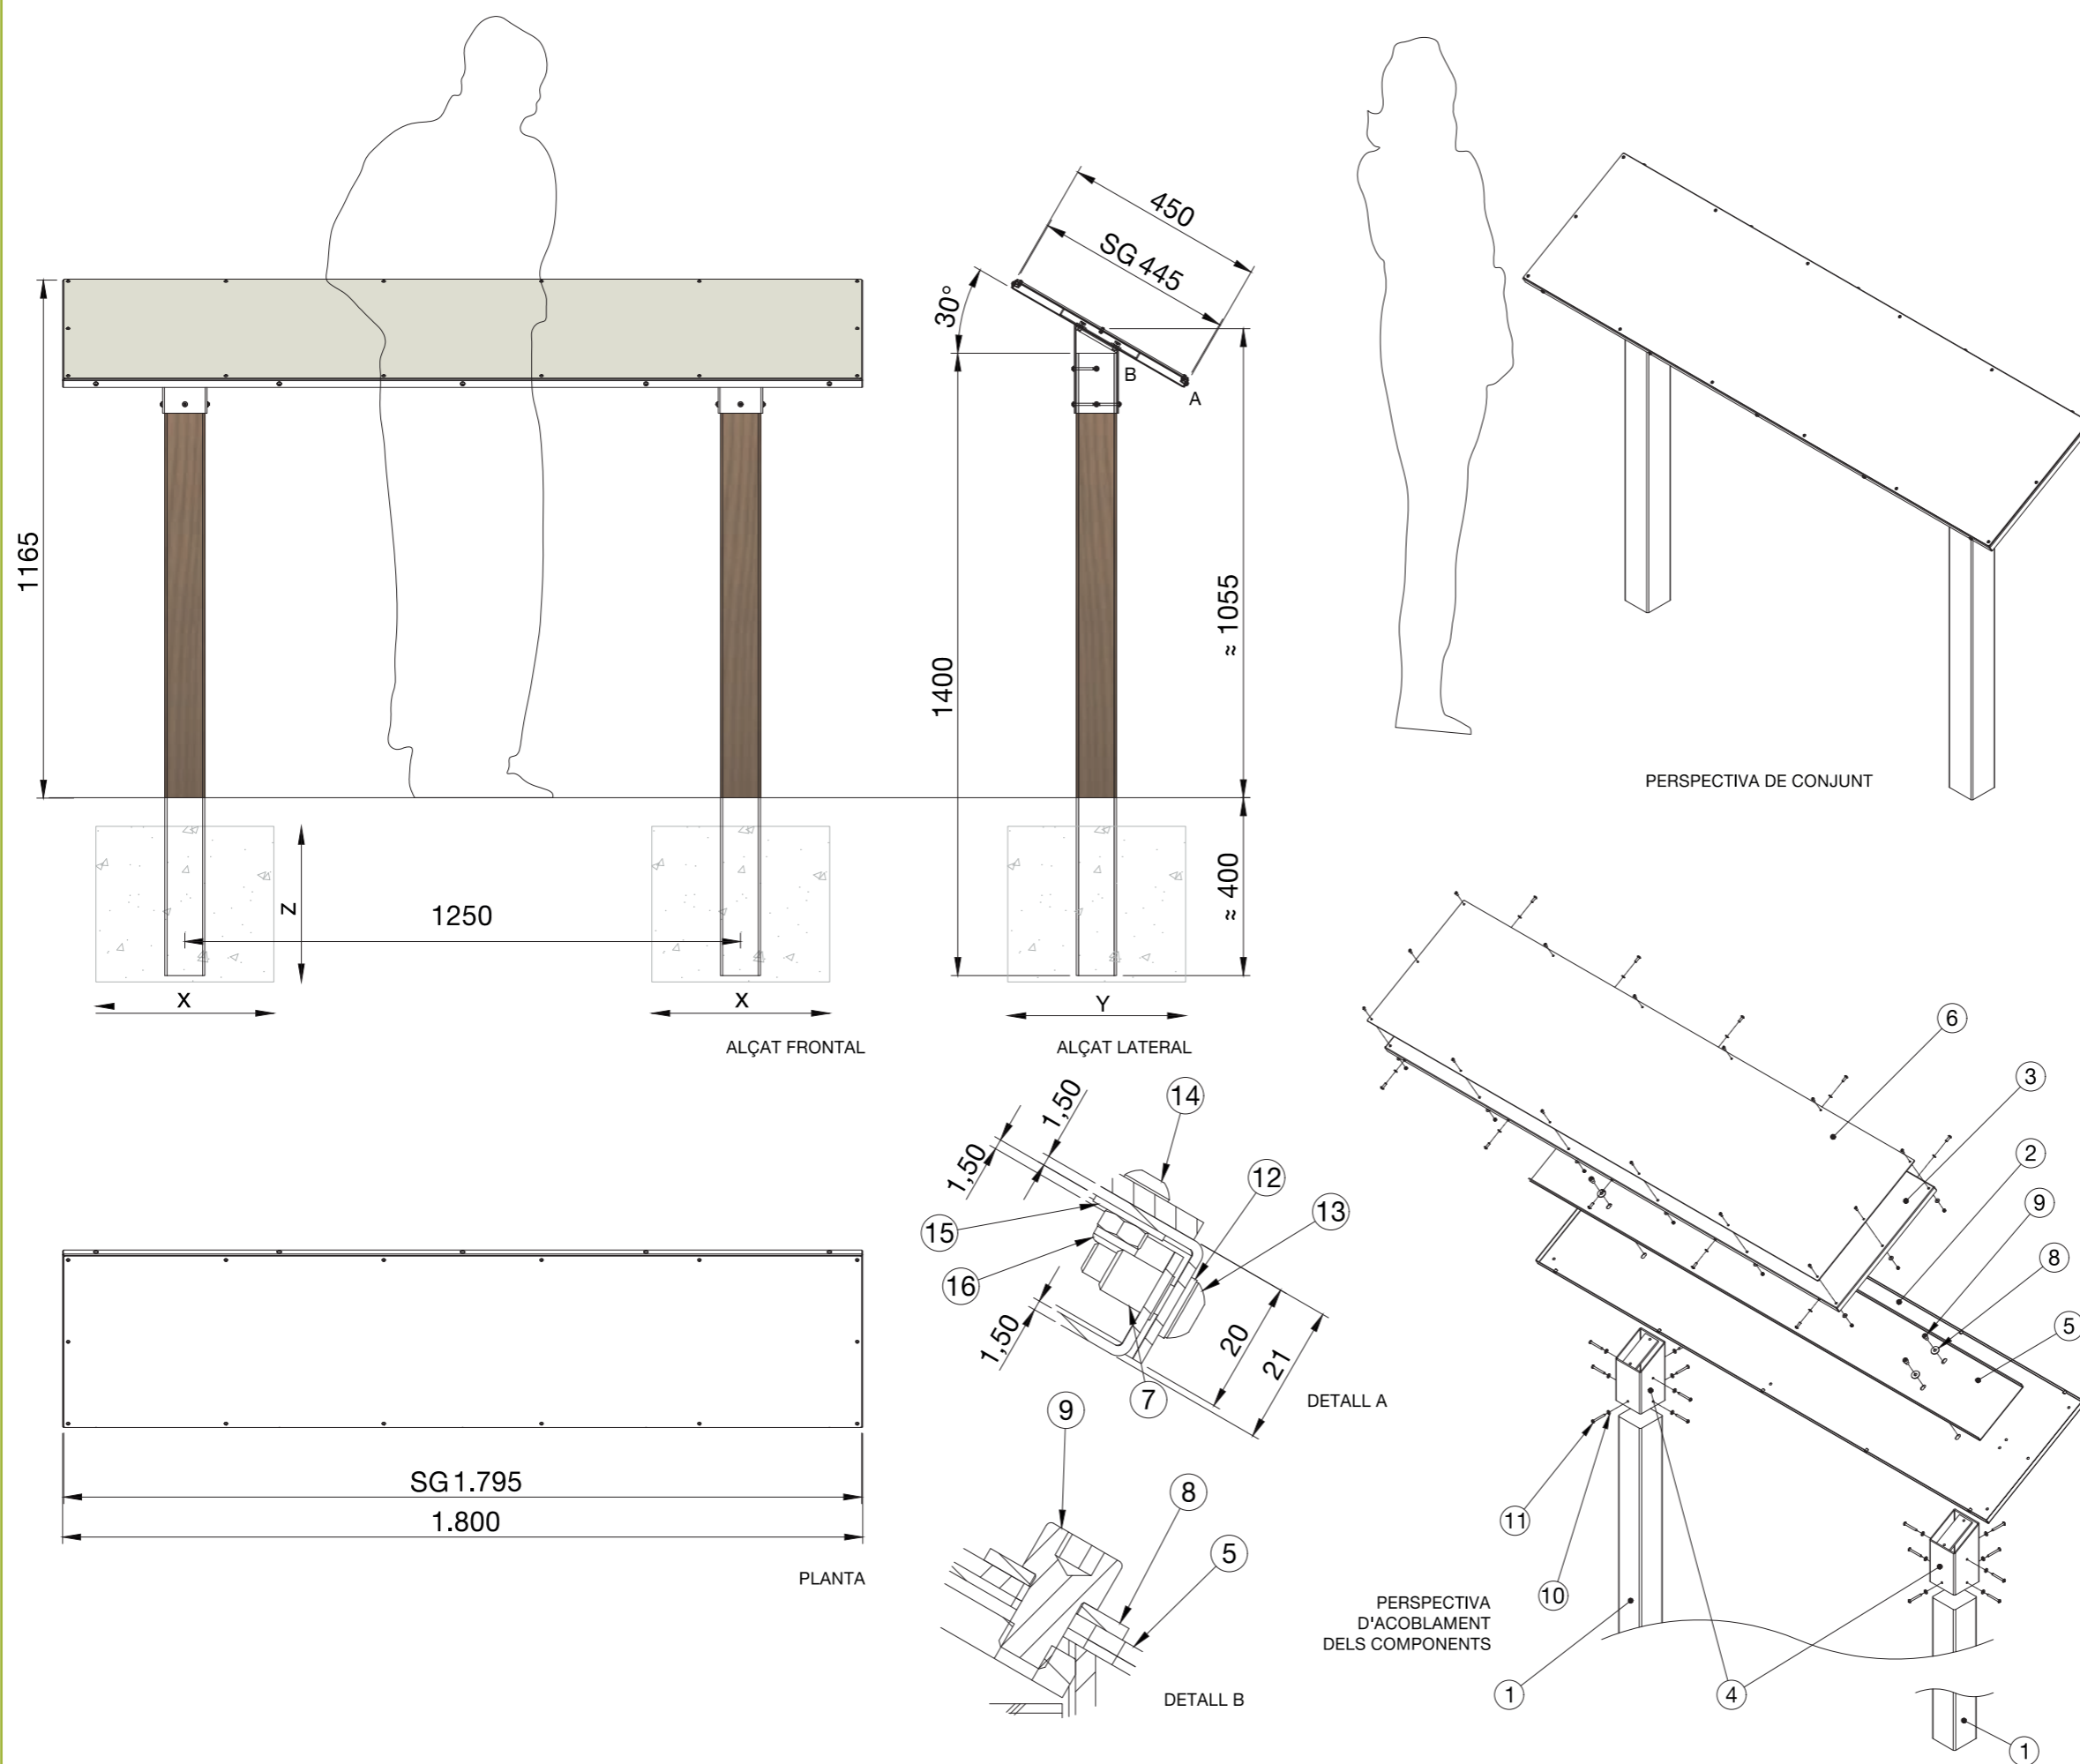 1165
1250
X
X
Z
ALÇAT FRONTAL
450
SG 445
30°
B
A
1400
≈ 1055
≈ 400
Y
ALÇAT LATERAL
PERSPECTIVA DE CONJUNT
SG 1.795
1.800
PLANTA
1,50
1,50
14
12
13
15
16
1,50
7
20
21
DETALL A
9
8
5
DETALL B
6
3
2
9
8
5
11
10
1
4
1
PERSPECTIVA
D'ACOBLAMENT
DELS COMPONENTS